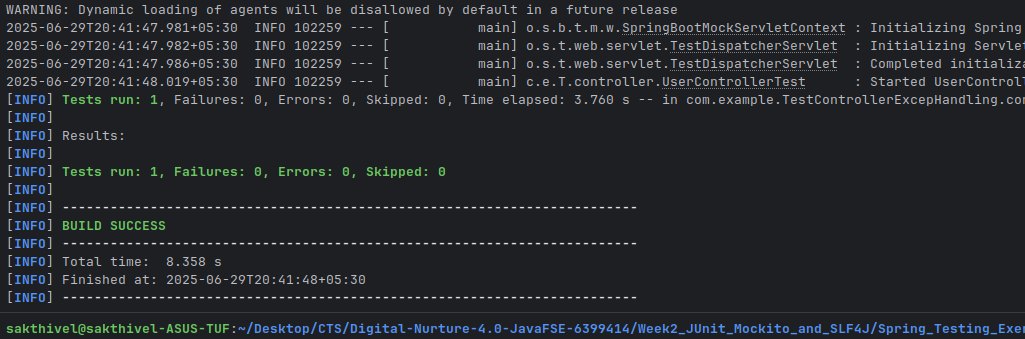 WARNING: Dynamic loading of agents will be disallowed by default in a future release
2025-06-29T20:41:47.981+05:30  INFO 102259 --- [           main] o.s.b.t.m.w.SpringBootMockServletContext : Initializing Spring
2025-06-29T20:41:47.982+05:30  INFO 102259 --- [           main] o.s.t.web.servlet.TestDispatcherServlet  : Initializing Servlet
2025-06-29T20:41:47.986+05:30  INFO 102259 --- [           main] o.s.t.web.servlet.TestDispatcherServlet  : Completed initializa
2025-06-29T20:41:48.019+05:30  INFO 102259 --- [           main] c.e.T.controller.UserControllerTest      : Started UserControl
[INFO] Tests run: 1, Failures: 0, Errors: 0, Skipped: 0, Time elapsed: 3.760 s -- in com.example.TestControllerExcepHandling.con
[INFO]
[INFO] Results:
[INFO]
[INFO] Tests run: 1, Failures: 0, Errors: 0, Skipped: 0
[INFO]
[INFO] ------------------------------------------------------------------------
[INFO] BUILD SUCCESS
[INFO] ------------------------------------------------------------------------
[INFO] Total time:  8.358 s
[INFO] Finished at: 2025-06-29T20:41:48+05:30
[INFO] ------------------------------------------------------------------------
sakthivel@sakthivel-ASUS-TUF:~/Desktop/CTS/Digital-Nurture-4.0-JavaFSE-6399414/Week2_JUnit_Mockito_and_SLF4J/Spring_Testing_Exer